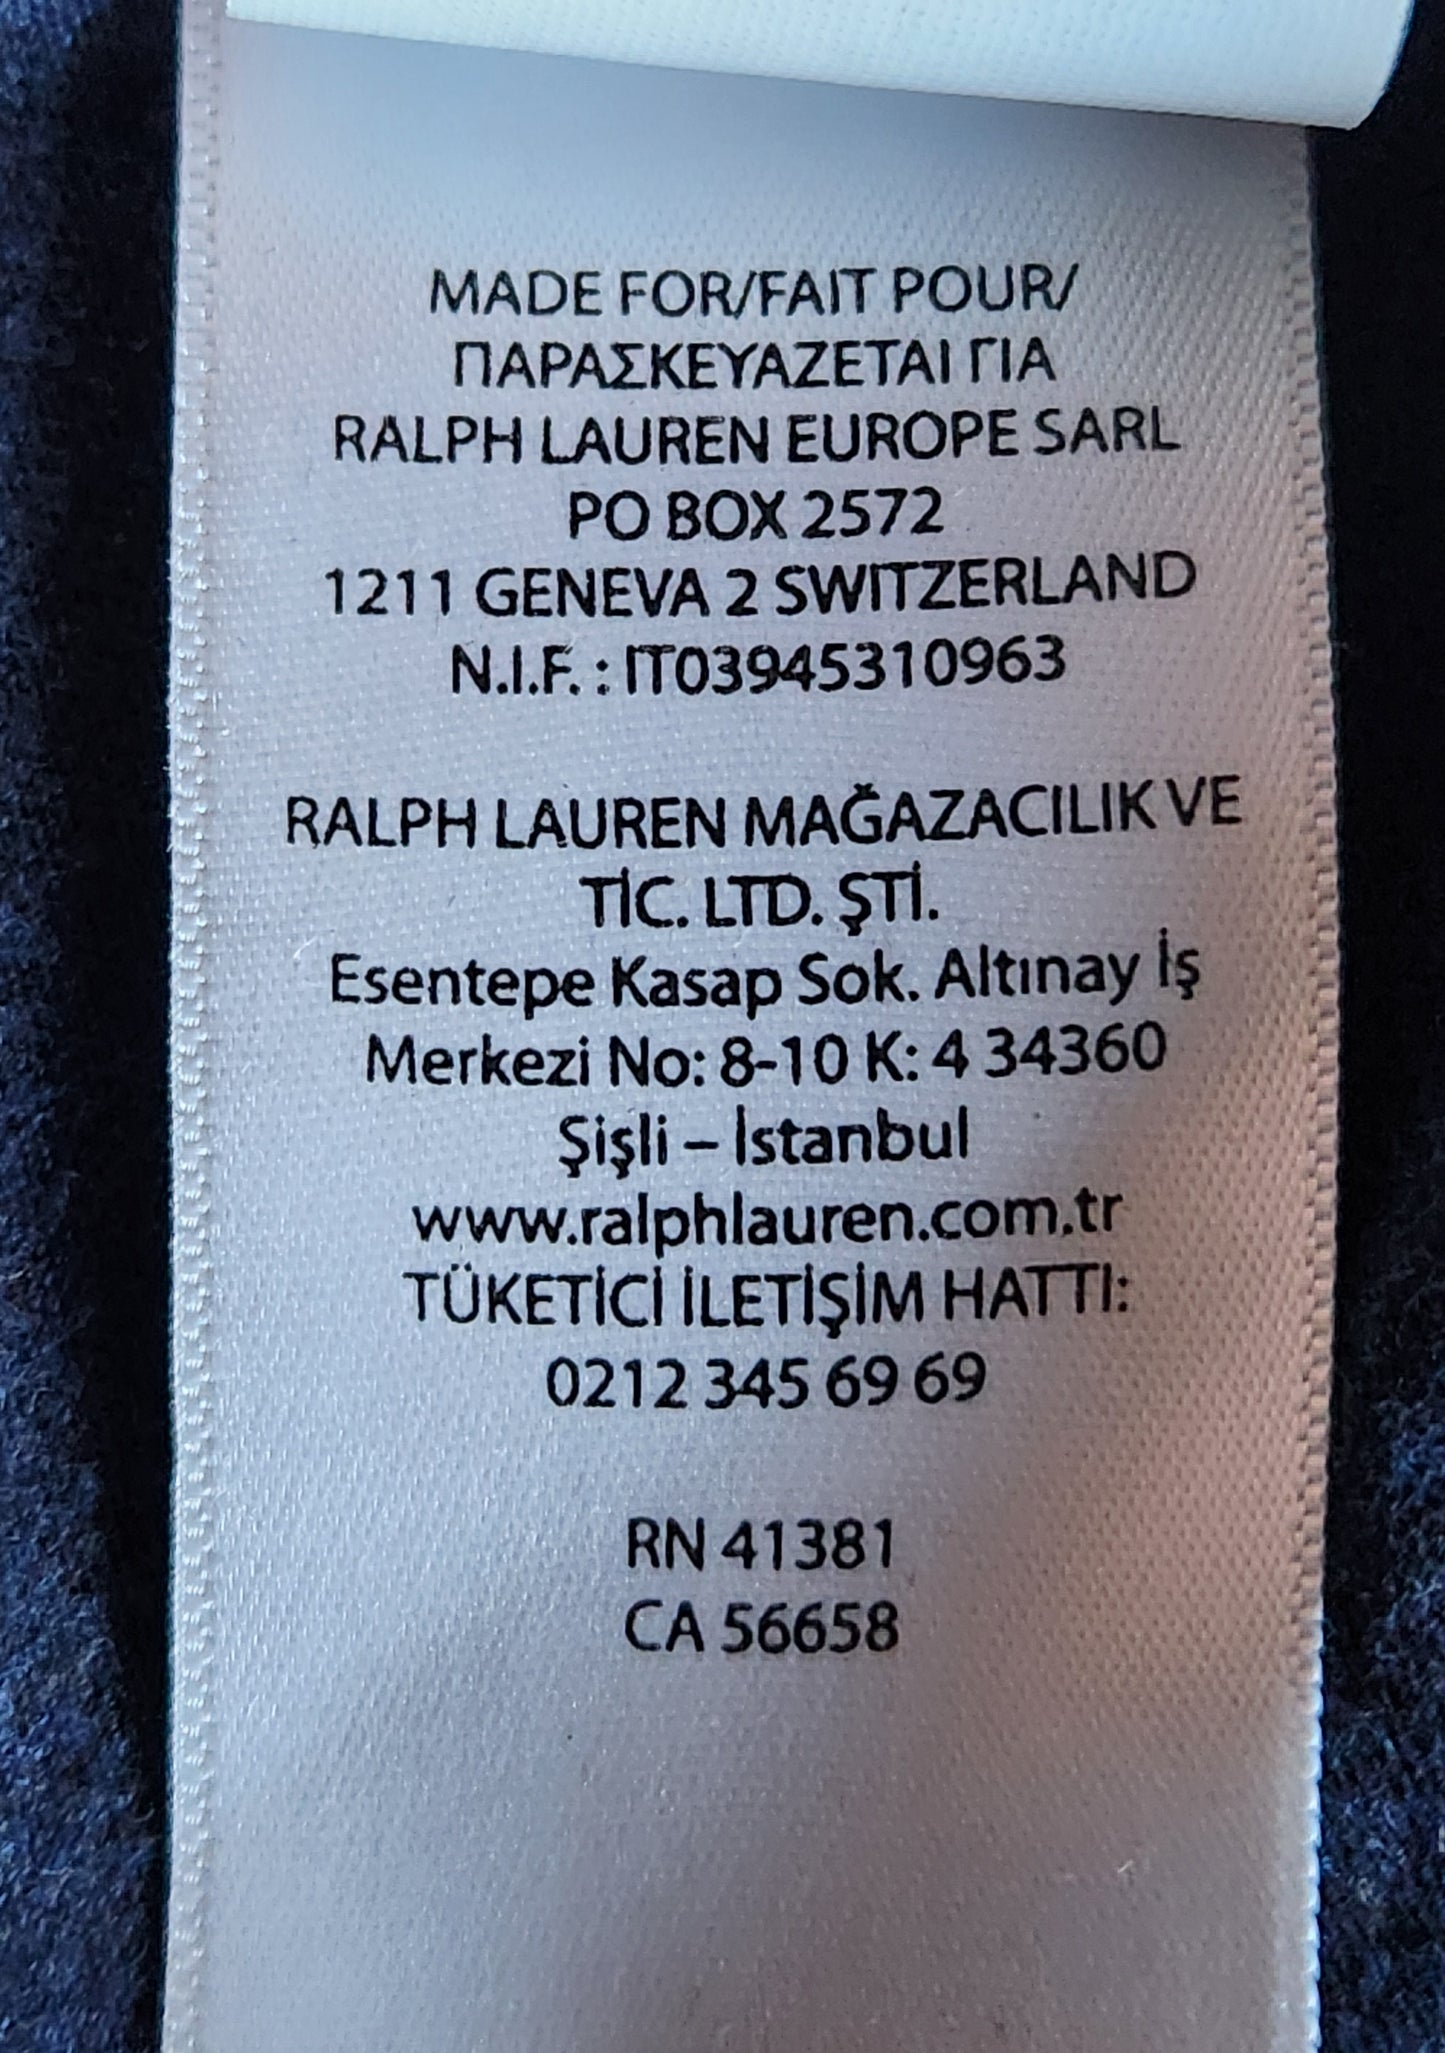 MADE FOR/FAIT POUR/
ΠΑΡΑΣΚΕΥΑΖΕΤΑΙ ΓΙΑ
RALPH LAUREN EUROPE SARL
PO BOX 2572
1211 GENEVA 2 SWITZERLAND
N.I.F. : IT03945310963
RALPH LAUREN MAĞAZACILIK VE
TİC. LTD. ŞTİ.
Esentepe Kasap Sok. Altınay İş
Merkezi No: 8-10 K: 4 34360
Şişli – İstanbul
www.ralphlauren.com.tr
TÜKETİCİ İLETİŞİM HATTI:
0212 345 69 69
RN 41381
CA 56658